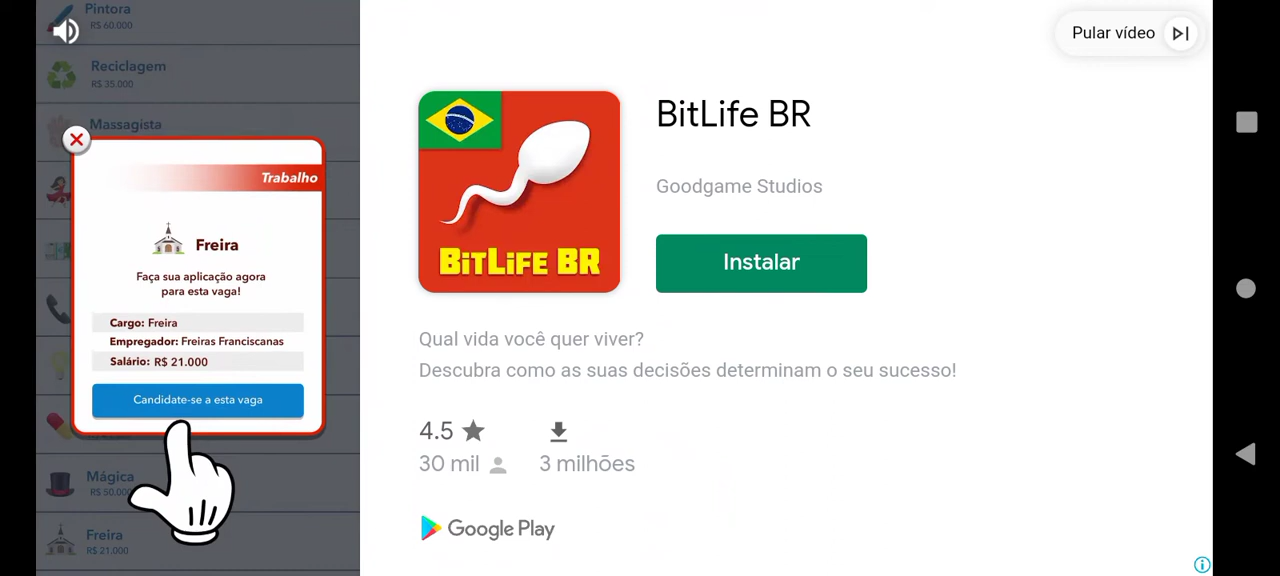 Pintora
R$ 60.000
Reciclagem
R$ 35.000
Massagista
Trabalho
Freira
Faça sua aplicação agora
para esta vaga!
Cargo: Freira
Empregador: Freiras Franciscanas
Salário: R$ 21.000
Candidate-se a esta vaga
Mágica
R$ 50.000
Freira
R$ 21.000
Pular vídeo
BitLife BR
BitLife BR
Goodgame Studios
Instalar
Qual vida você quer viver?
Descubra como as suas decisões determinam o seu sucesso!
4.5
30 mil
3 milhões
Google Play